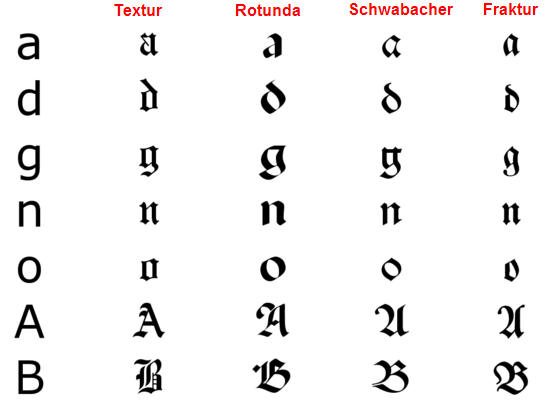 Textur Rotunda Schwabacher Fraktur
a a a a a
d d d d d
g g g g g
n n n n n
o o o o o
A A A A A
B B B B B